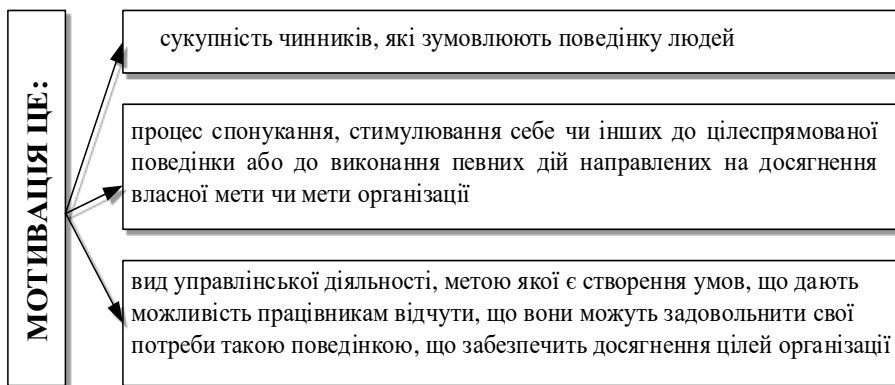 МОТИВАЦІЯ ЦЕ:
сукупність чинників, які зумовлюють поведінку людей
процес спонукання, стимулювання себе чи інших до цілеспрямованої
поведінки або до виконання певних дій направлених на досягнення
власної мети чи мети організації
вид управлінської діяльності, метою якої є створення умов, що дають
можливість працівникам відчути, що вони можуть задовольнити свої
потреби такою поведінкою, що забезпечить досягнення цілей організації